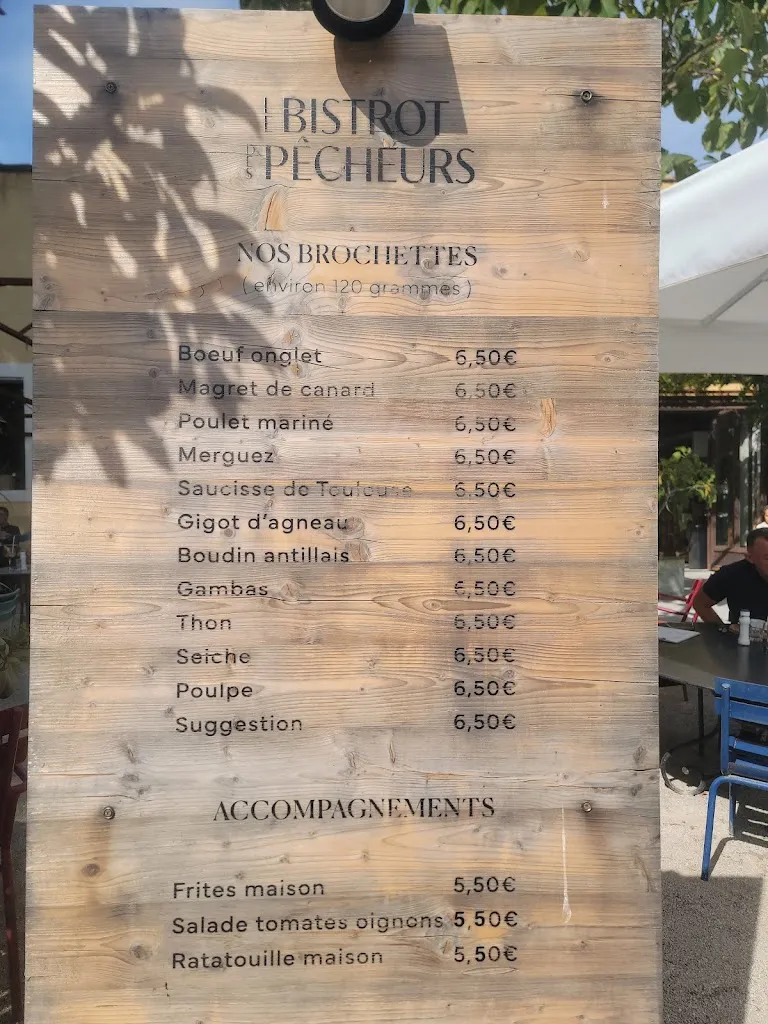 LE BISTROT
DES PÊCHEURS
NOS BROCHETTES
(environ 120 grammes)
Boeuf onglet 6,50€
Magret de canard 6,50€
Poulet mariné 6,50€
Merguez 6,50€
Saucisse de Toulouse 6,50€
Gigot d'agneau 6,50€
Boudin antillais 6,50€
Gambas 6,50€
Thon 6,50€
Seiche 6,50€
Poulpe 6,50€
Suggestion 6,50€
ACCOMPAGNEMENTS
Frites maison 5,50€
Salade tomates oignons 5,50€
Ratatouille maison 5,50€